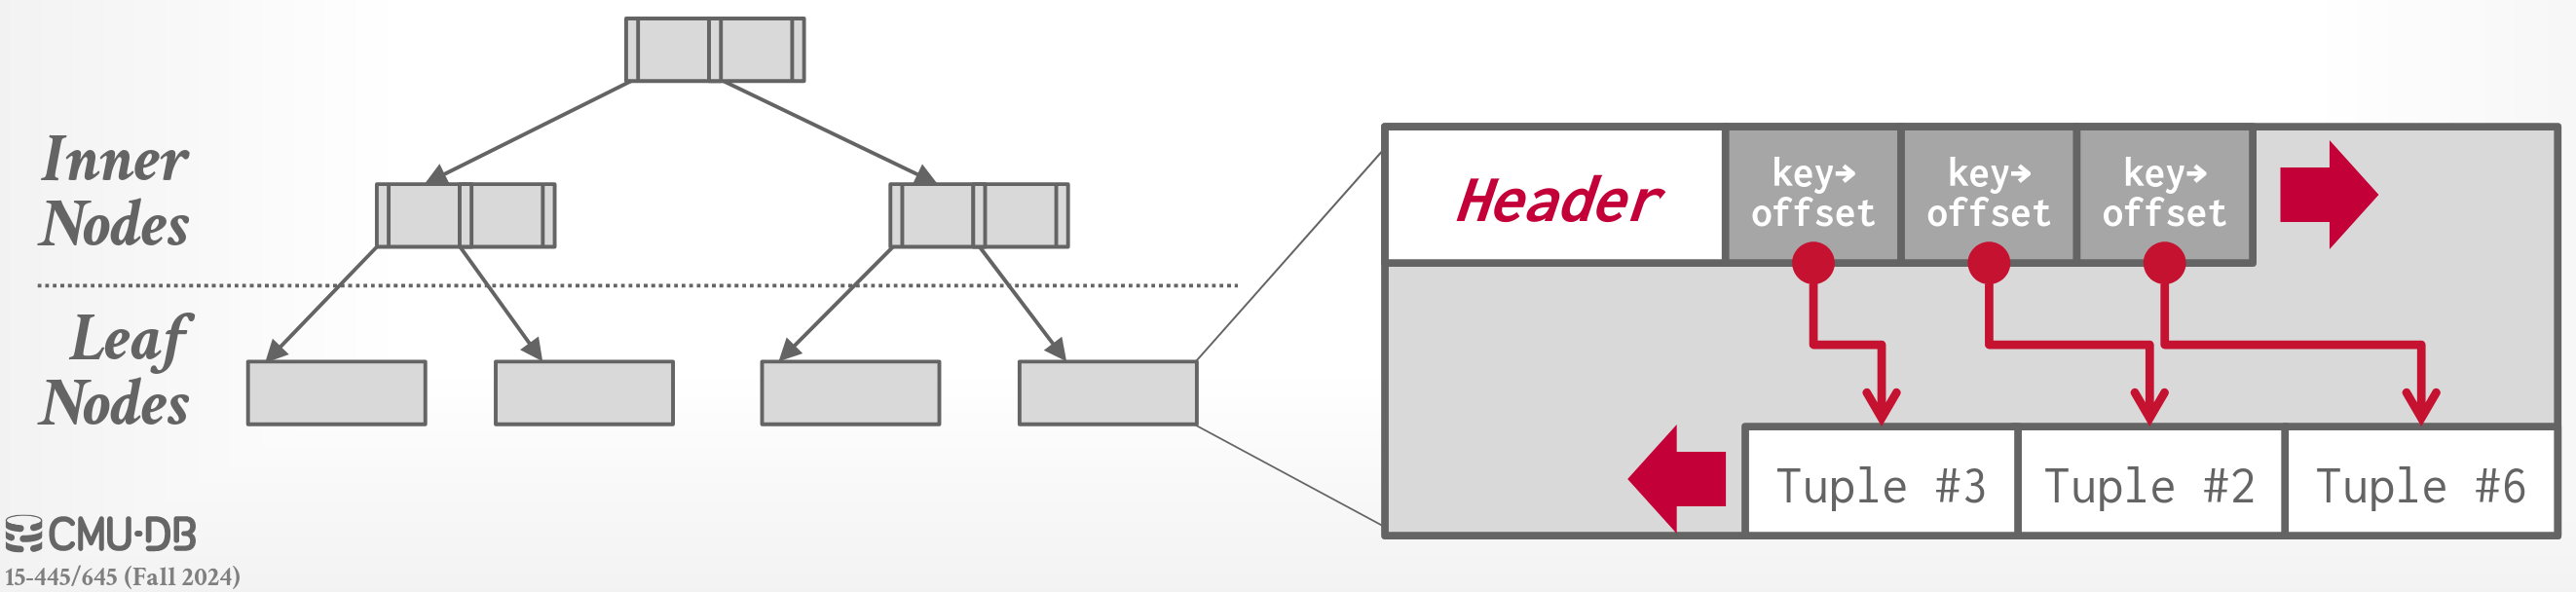 Inner
Nodes
Leaf
Nodes
Header
key→
offset
key→
offset
key→
offset
Tuple #3
Tuple #2
Tuple #6
CMU·DB
15-445/645 (Fall 2024)